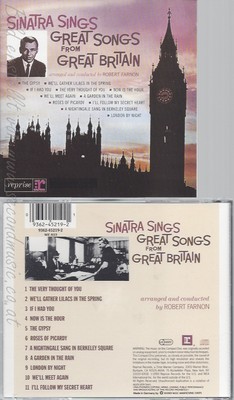 SINATRA SINGS
GREAT SONGS
FROM
GREAT BRITAIN
arranged and conducted by ROBERT FARNON
• THE GYPSY • WE'LL GATHER LILACS IN THE SPRING
• IF I HAD YOU • THE VERY THOUGHT OF YOU • NOW IS THE HOUR
• WE'LL MEET AGAIN • A GARDEN IN THE RAIN
• ROSES OF PICARDY • I'LL FOLLOW MY SECRET HEART
• A NIGHTINGALE SANG IN BERKELEY SQUARE
LONDON BY NIGHT
reprise
9362-45219-2
SINATRA SINGS
GREAT SONGS
FROM
GREAT BRITAIN
arranged and conducted
by ROBERT FARNON
1 THE VERY THOUGHT OF YOU
2 WE'LL GATHER LILACS IN THE SPRING
3 IF I HAD YOU
4 NOW IS THE HOUR
5 THE GYPSY
6 ROSES OF PICARDY
7 A NIGHTINGALE SANG IN BERKELEY SQUARE
8 A GARDEN IN THE RAIN
9 LONDON BY NIGHT
10 WE'LL MEET AGAIN
11 I'LL FOLLOW MY SECRET HEART